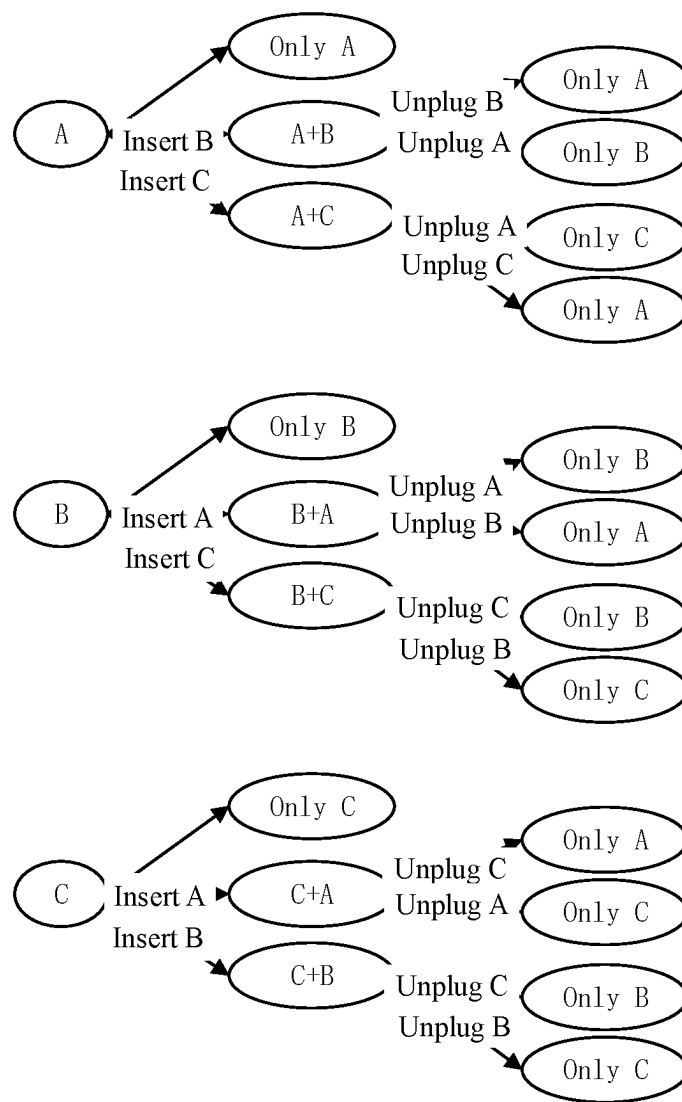 Only A
Only A
Unplug B
A
Insert B
A+B
Unplug A
Only B
Insert C
A+C
Unplug A
Only C
Unplug C
Only A
Only B
Only B
Unplug A
B
Insert A
B+A
Unplug B
Only A
Insert C
B+C
Unplug C
Only B
Unplug B
Only C
Only C
Only A
Unplug C
C
Insert A
C+A
Unplug A
Only C
Insert B
C+B
Unplug C
Only B
Unplug B
Only C